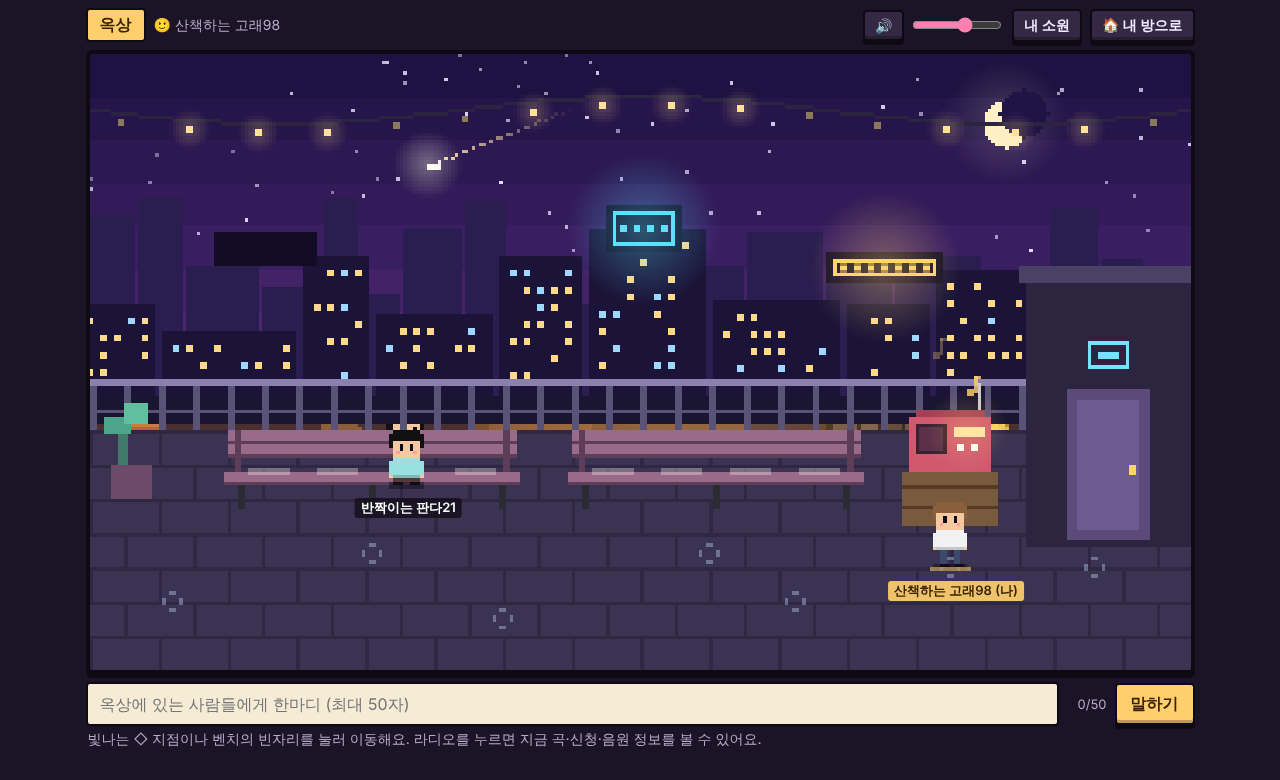 옥상
🙂 산책하는 고래98
🔊
내 소원
🏠 내 방으로
반짝이는 판다21
산책하는 고래98 (나)
옥상에 있는 사람들에게 한마디 (최대 50자)
0/50
말하기
빛나는 ◇ 지점이나 벤치의 빈자리를 눌러 이동해요. 라디오를 누르면 지금 곡·신청·음원 정보를 볼 수 있어요.